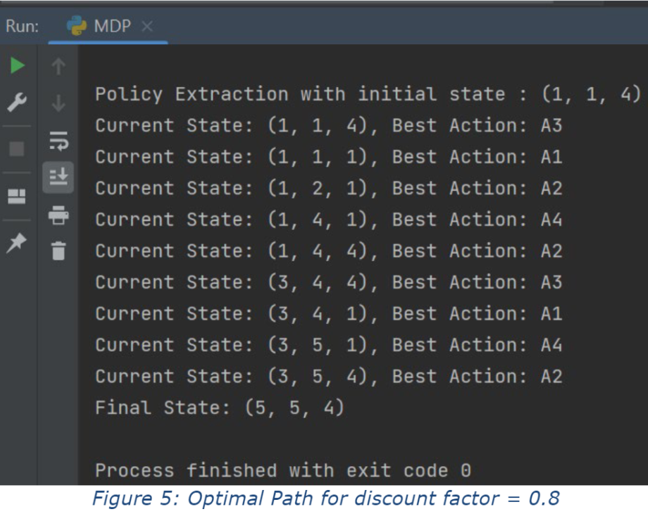 Run: MDP ×
Policy Extraction with initial state : (1, 1, 4)
Current State: (1, 1, 4), Best Action: A3
Current State: (1, 1, 1), Best Action: A1
Current State: (1, 2, 1), Best Action: A2
Current State: (1, 4, 1), Best Action: A4
Current State: (1, 4, 4), Best Action: A2
Current State: (3, 4, 4), Best Action: A3
Current State: (3, 4, 1), Best Action: A1
Current State: (3, 5, 1), Best Action: A4
Current State: (3, 5, 4), Best Action: A2
Final State: (5, 5, 4)
Process finished with exit code 0
Figure 5: Optimal Path for discount factor = 0.8